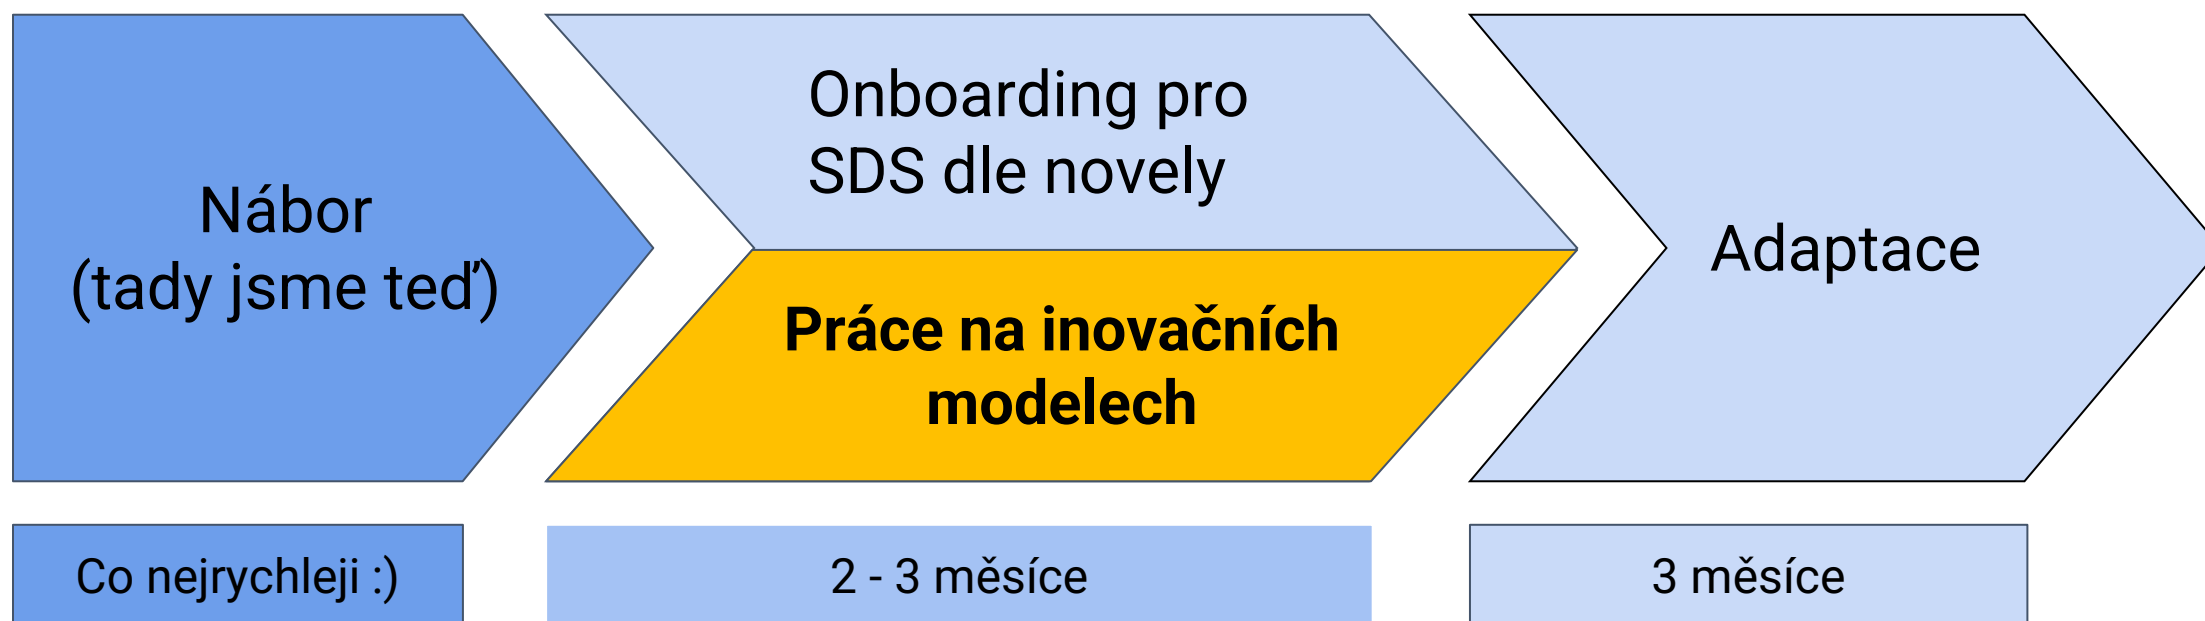 Nábor
(tady jsme teď)
Onboarding pro
SDS dle novely
Práce na inovačních
modelech
Adaptace
Co nejrychleji :)
2 - 3 měsíce
3 měsíce